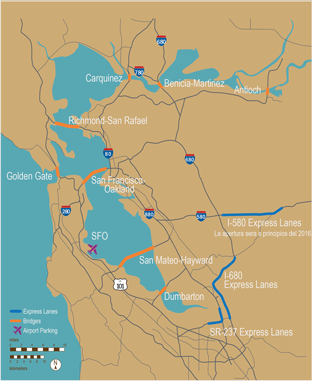 680
Carquinez
780
Benicia-Martinez
Antioch
Richmond-San Rafael
80
680
Golden Gate
San Francisco-
Oakland
280
880
580
I-580 Express Lanes
La apertura sera a principios del 2016
SFO
San Mateo-Hayward
I-680
Express Lanes
101
Dumbarton
Express Lanes
Bridges
Airport Parking
SR-237 Express Lanes
miles
kilometers